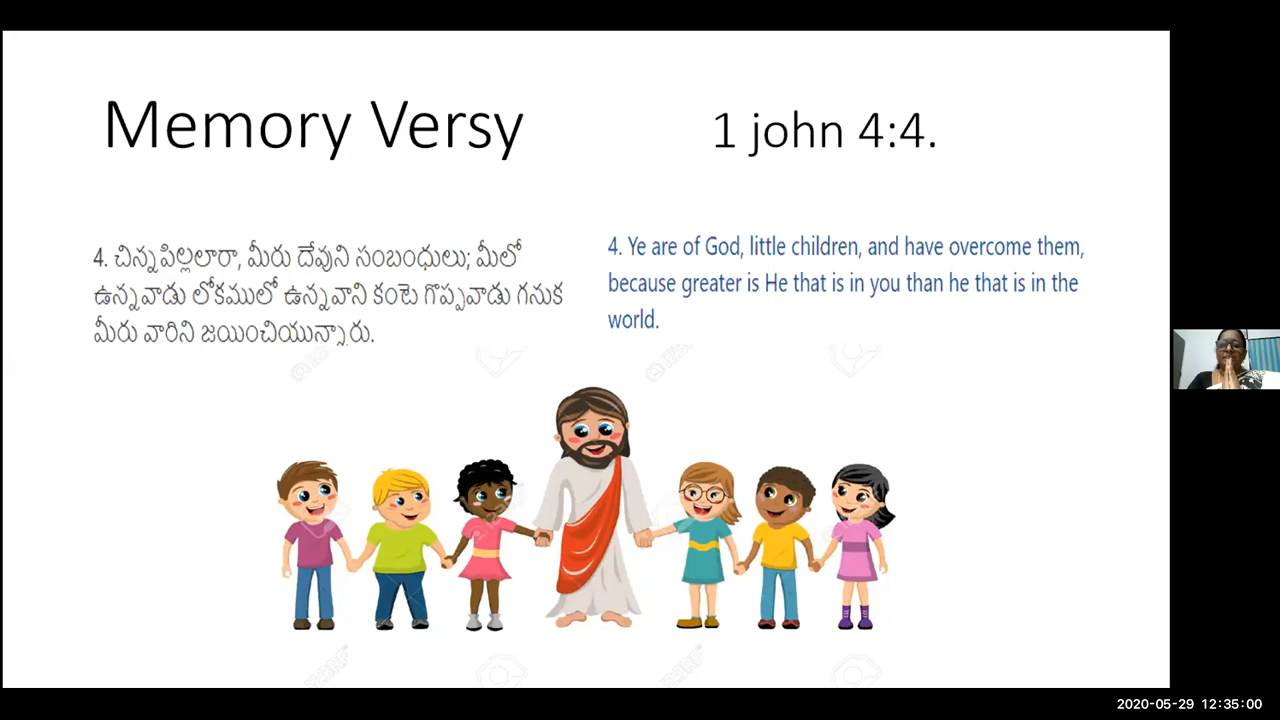 Memory Versy
1 john 4:4.
4. చిన్నపిల్లలారా, మీరు దేవుని సంబంధులు; మీలో
ఉన్నవాడు లోకములో ఉన్నవాని కంటె గొప్పవాడు గనుక
మీరు వారిని జయించియున్నారు.
4. Ye are of God, little children, and have overcome them,
because greater is He that is in you than he that is in the
world.
2020-05-29 12:35:00